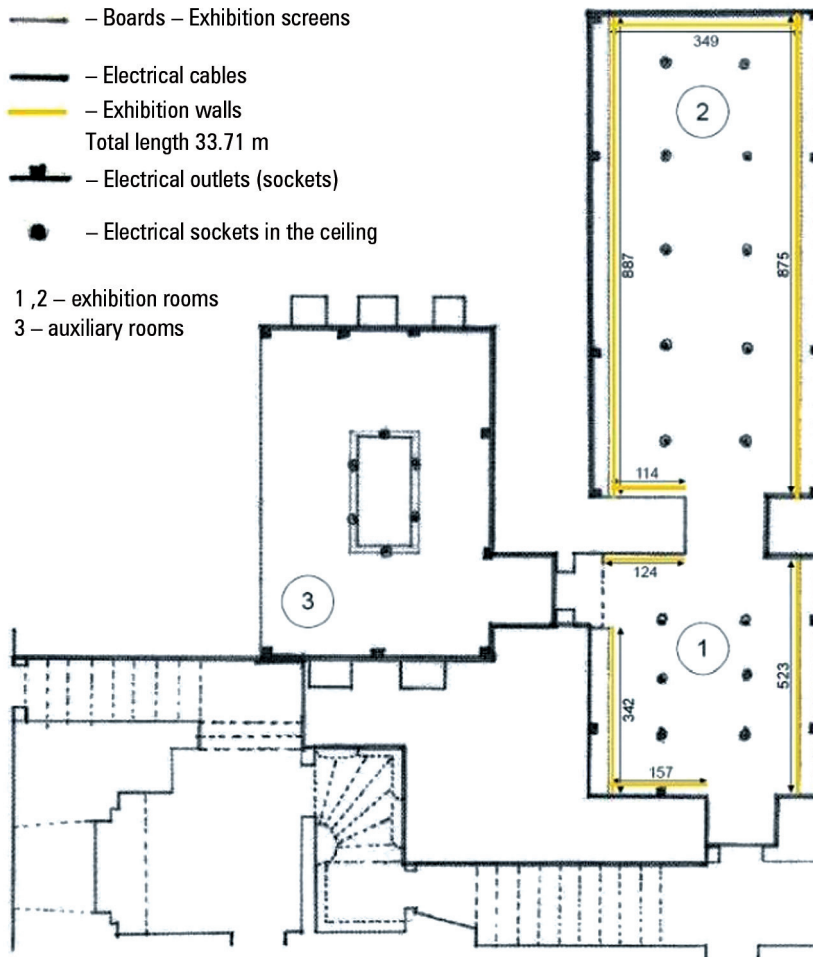 – Boards – Exhibition screens
– Electrical cables
– Exhibition walls
Total length 33.71 m
– Electrical outlets (sockets)
– Electrical sockets in the ceiling
1 ,2 – exhibition rooms
3 – auxiliary rooms
349
2
887
875
114
124
3
1
342
523
157